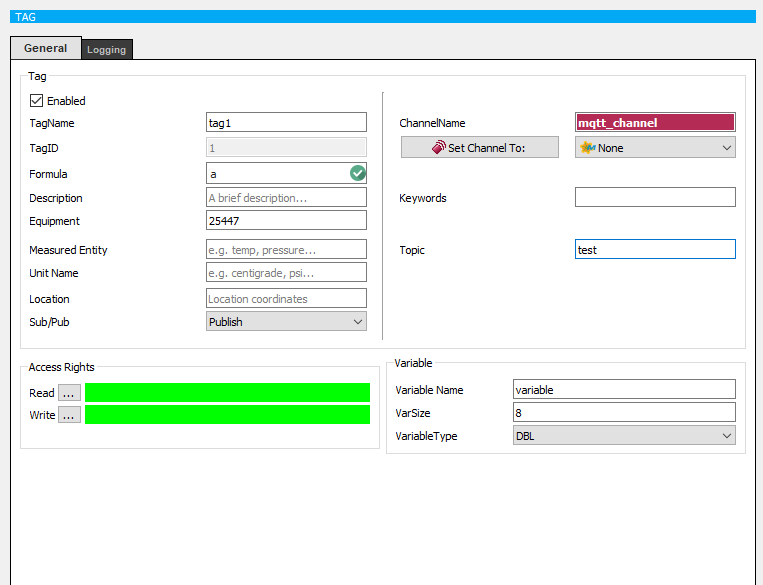 TAG
General Logging
Tag
Enabled
TagName tag1
TagID 1
Formula a
Description A brief description...
Equipment 25447
Measured Entity e.g. temp, pressure...
Unit Name e.g. centigrade, psi...
Location Location coordinates
Sub/Pub Publish
ChannelName mqtt_channel
Set Channel To: None
Keywords
Topic test
Access Rights
Read ...
Write ...
Variable
Variable Name variable
VarSize 8
VariableType DBL